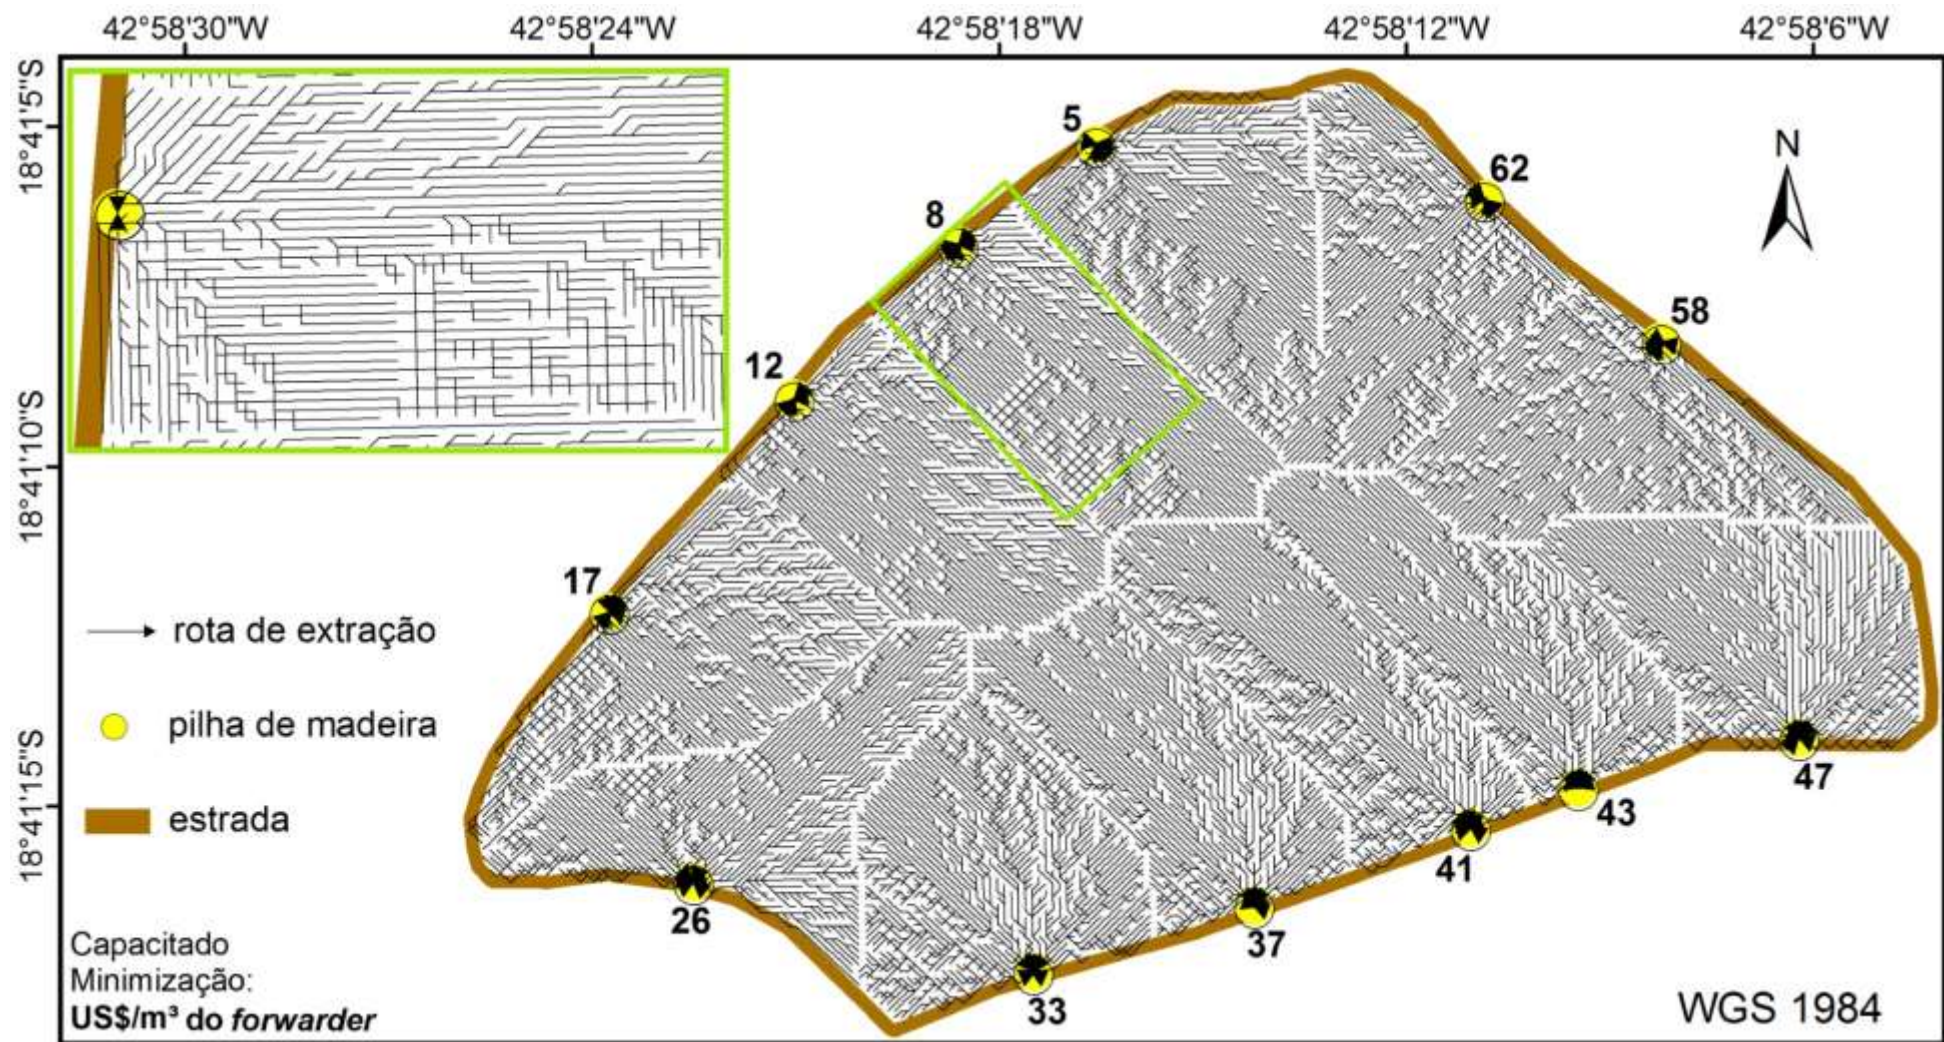 42°58'30"W 42°58'24"W 42°58'18"W 42°58'12"W 42°58'6"W
18°41'5"S
18°41'10"S
18°41'15"S
N
5
62
8
58
12
17
rota de extração
pilha de madeira
estrada
47
43
41
26
37
33
Capacitado
Minimização:
US$/m³ do forwarder
WGS 1984